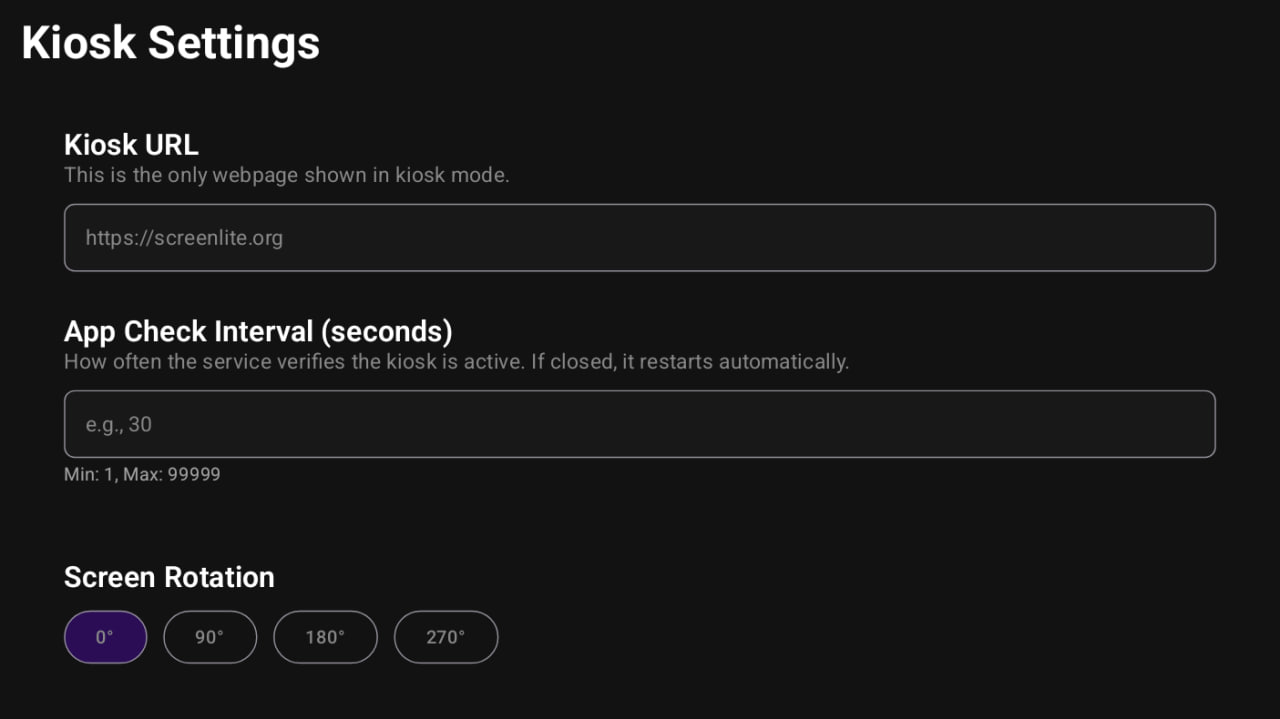 Kiosk Settings
Kiosk URL
This is the only webpage shown in kiosk mode.
https://screenlite.org
App Check Interval (seconds)
How often the service verifies the kiosk is active. If closed, it restarts automatically.
e.g., 30
Min: 1, Max: 99999
Screen Rotation
0° 90° 180° 270°